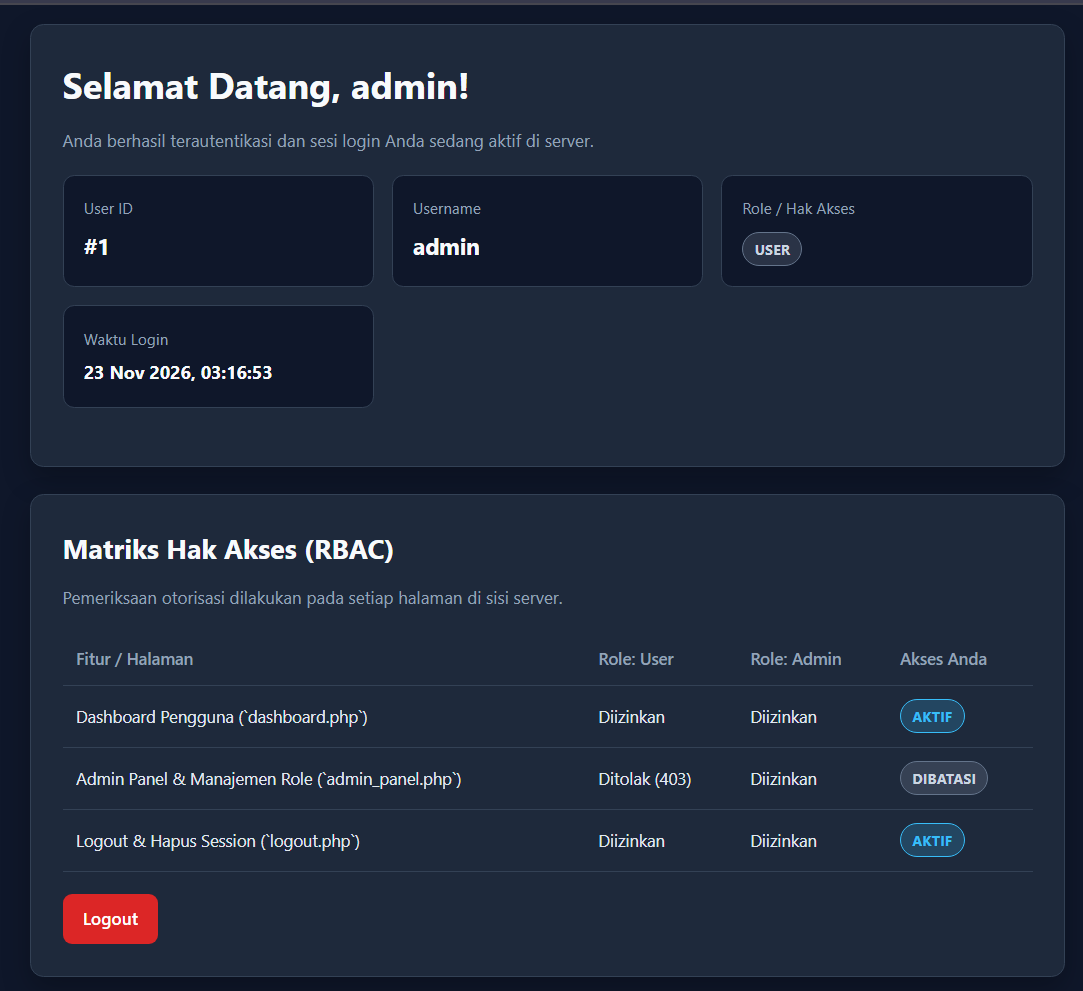 Selamat Datang, admin!
Anda berhasil terautentikasi dan sesi login Anda sedang aktif di server.
User ID
#1
Username
admin
Role / Hak Akses
USER
Waktu Login
23 Nov 2026, 03:16:53
Matriks Hak Akses (RBAC)
Pemeriksaan otorisasi dilakukan pada setiap halaman di sisi server.
Fitur / Halaman Role: User Role: Admin Akses Anda
Dashboard Pengguna (`dashboard.php`) Diizinkan Diizinkan AKTIF
Admin Panel & Manajemen Role (`admin_panel.php`) Ditolak (403) Diizinkan DIBATASI
Logout & Hapus Session (`logout.php`) Diizinkan Diizinkan AKTIF
Logout